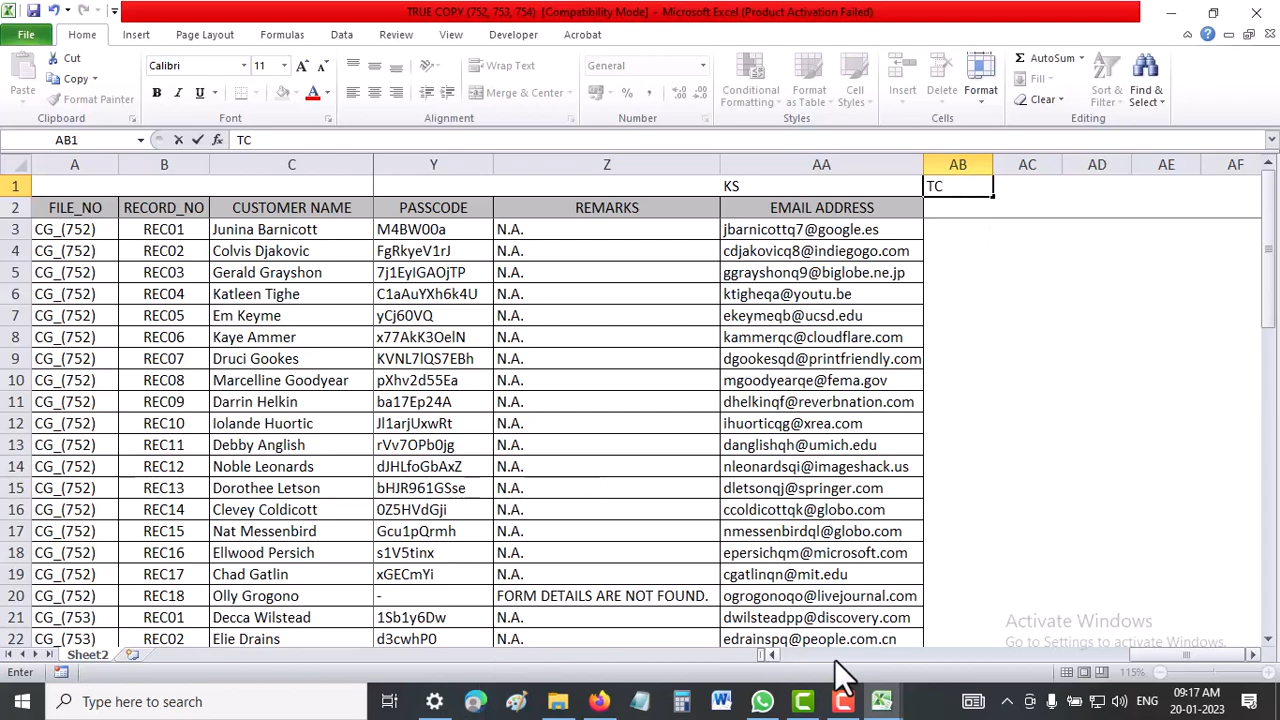 TRUE COPY (752, 753, 754) [Compatibility Mode] - Microsoft Excel (Product Activation Failed)
File Home Insert Page Layout Formulas Data Review View Developer Acrobat
Paste Cut Copy Format Painter Clipboard
Calibri 11 B I U A Font
Wrap Text Merge & Center Alignment
General % , Number
Conditional Formatting Format as Table Cell Styles Styles
Insert Delete Format Cells
Σ AutoSum Fill Clear Sort & Filter Find & Select Editing
AB1 fx TC
A B C Y Z AA AB AC AD AE AF
1 KS TC
2 FILE_NO RECORD_NO CUSTOMER NAME PASSCODE REMARKS EMAIL ADDRESS
3 CG_(752) REC01 Junina Barnicott M4BW00a N.A. jbarnicottq7@google.es
4 CG_(752) REC02 Colvis Djakovic FgRkyeV1rJ N.A. cdjakovicq8@indiegogo.com
5 CG_(752) REC03 Gerald Grayshon 7j1EyIGAOjTP N.A. ggrayshonq9@biglobe.ne.jp
6 CG_(752) REC04 Katleen Tighe C1aAuYXh6k4U N.A. ktigheqa@youtu.be
7 CG_(752) REC05 Em Keyme yCj60VQ N.A. ekeymeqb@ucsd.edu
8 CG_(752) REC06 Kaye Ammer x77AkK3OelN N.A. kammerqc@cloudflare.com
9 CG_(752) REC07 Druci Gookes KVNL7lQS7EBh N.A. dgookesqd@printfriendly.com
10 CG_(752) REC08 Marcelline Goodyear pXhv2d55Ea N.A. mgoodyearqe@fema.gov
11 CG_(752) REC09 Darrin Helkin ba17Ep24A N.A. dhelkinqf@reverbnation.com
12 CG_(752) REC10 Iolande Huortic Jl1arjUxwRt N.A. ihuorticqg@xrea.com
13 CG_(752) REC11 Debby Anglish rVv7OPb0jg N.A. danglishqh@umich.edu
14 CG_(752) REC12 Noble Leonards dJHLfoGbAxZ N.A. nleonardsqi@imageshack.us
15 CG_(752) REC13 Dorothee Letson bHJR961GSse N.A. dletsonqj@springer.com
16 CG_(752) REC14 Clevey Coldicott 0Z5HVdGji N.A. ccoldicottqk@globo.com
17 CG_(752) REC15 Nat Messenbird Gcu1pQrmh N.A. nmessenbirdql@globo.com
18 CG_(752) REC16 Ellwood Persich s1V5tinx N.A. epersichqm@microsoft.com
19 CG_(752) REC17 Chad Gatlin xGECmYi N.A. cgatlinqn@mit.edu
20 CG_(752) REC18 Olly Grogono - FORM DETAILS ARE NOT FOUND. ogrogonoqo@livejournal.com
21 CG_(753) REC01 Decca Wilstead 1Sb1y6Dw N.A. dwilsteadpp@discovery.com
22 CG_(753) REC02 Elie Drains d3cwhP0 N.A. edrainspq@people.com.cn
Activate Windows
Go to Settings to activate Windows.
Sheet2
Enter 115%
Type here to search ENG 09:17 AM
20-01-2023